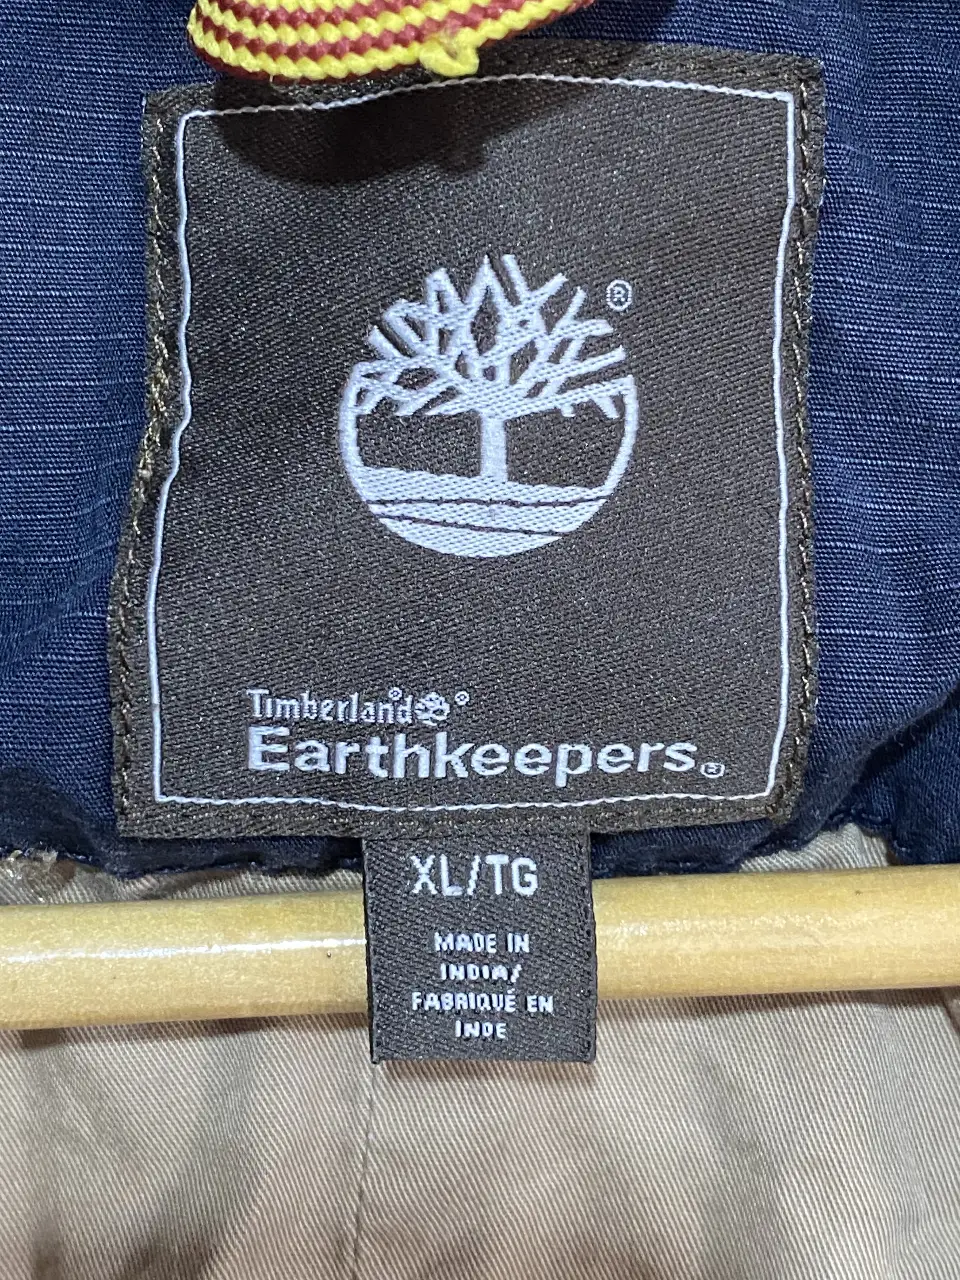 ®
Timberland®®
Earthkeepers®
XL/TG
MADE IN
INDIA/
FABRIQUÉ EN
INDE